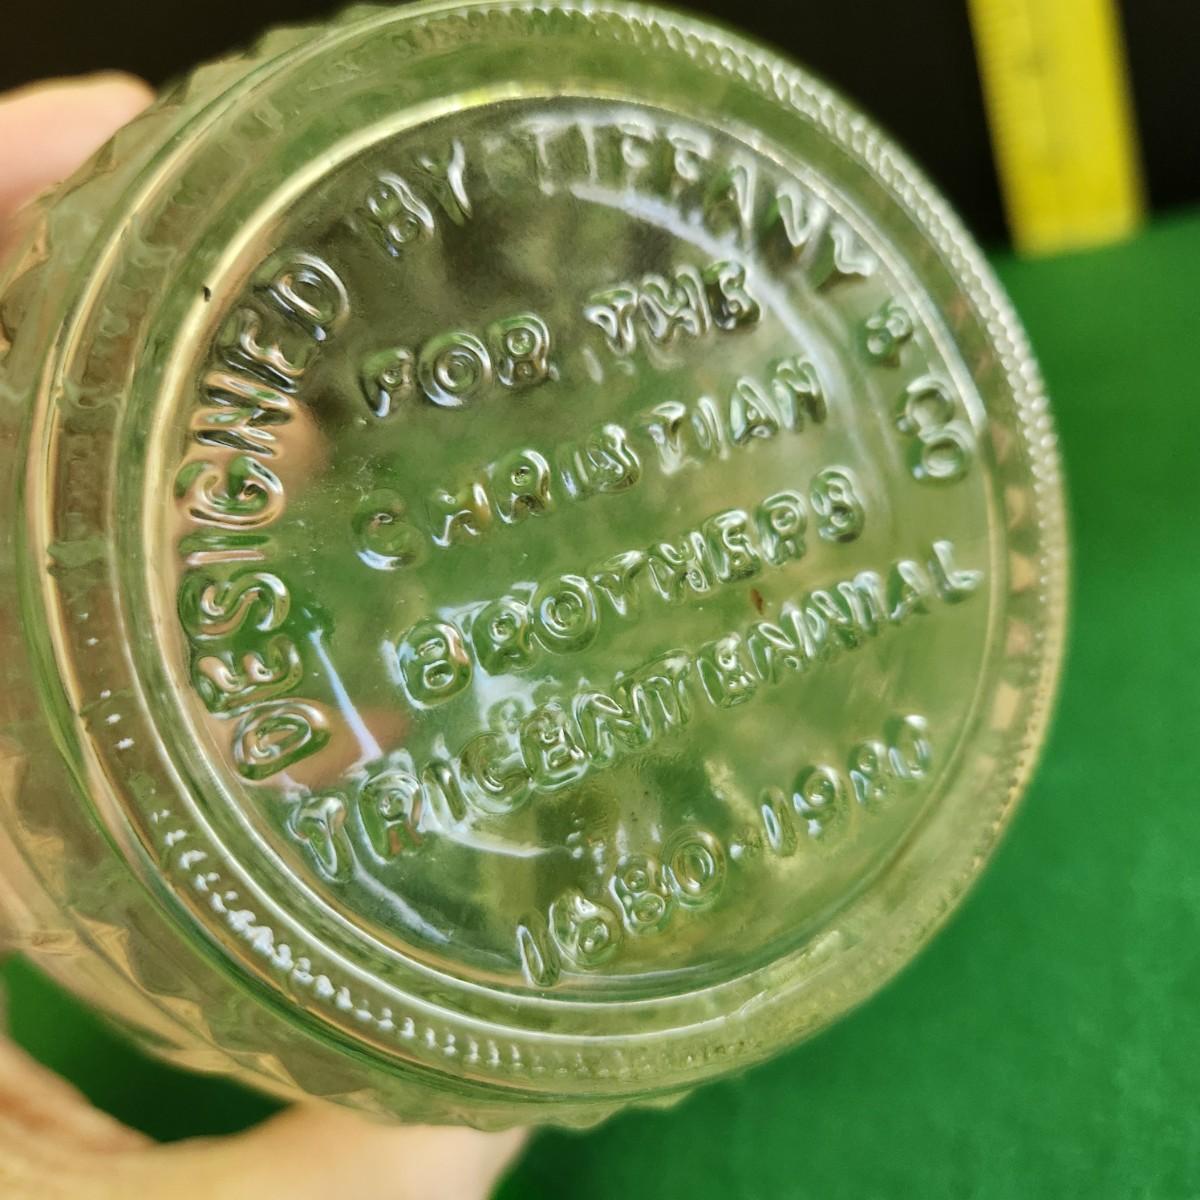 DESIGNED BY TIFFANY & CO
FOR THE
CHRISTIAN
BROTHERS
TRICENTENNIAL
1680-1980